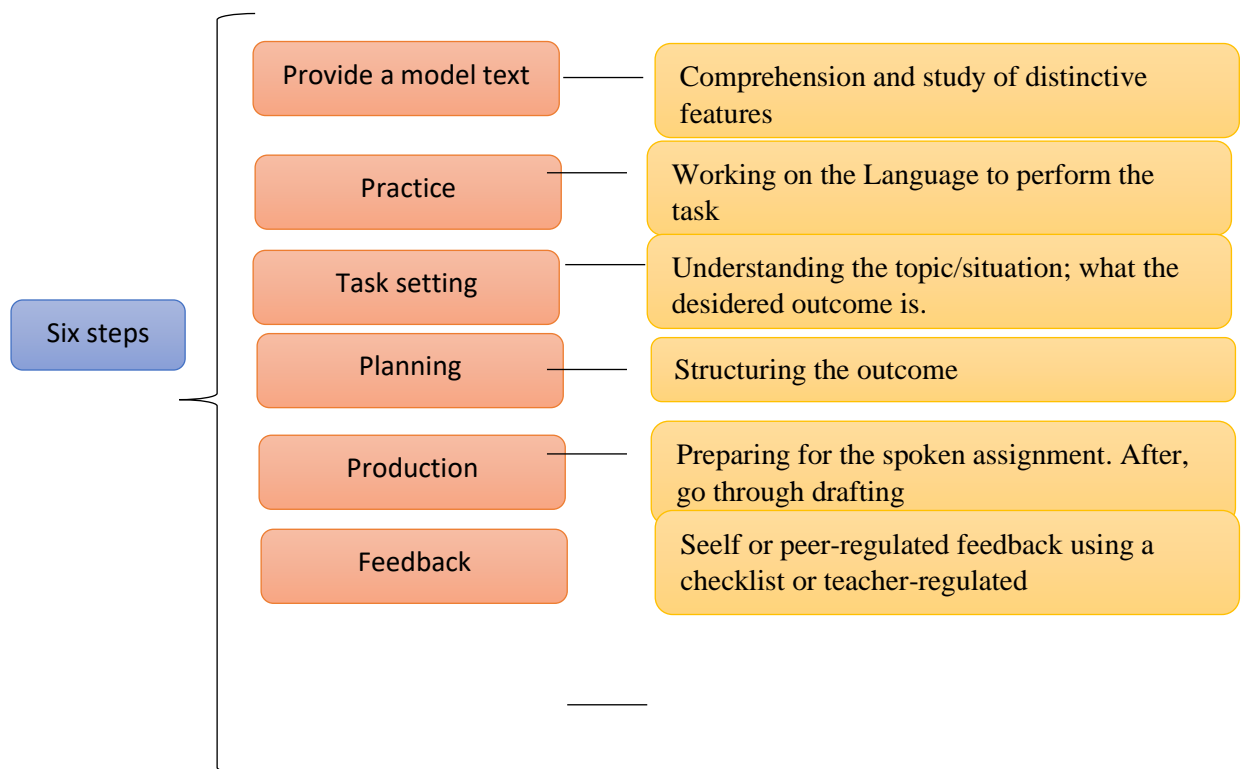 Provide a model text
Comprehension and study of distinctive
features
Practice
Working on the Language to perform the
task
Task setting
Understanding the topic/situation; what the
desidered outcome is.
Six steps
Planning
Structuring the outcome
Production
Preparing for the spoken assignment. After,
go through drafting
Feedback
Seelf or peer-regulated feedback using a
checklist or teacher-regulated